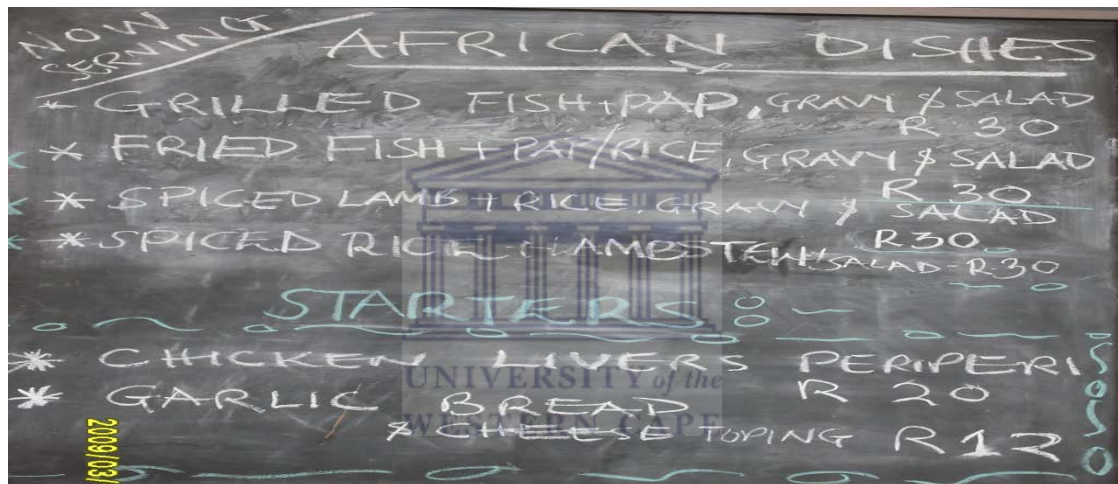 NOW
SERVING
AFRICAN DISHES
* GRILLED FISH + PAP, GRAVY & SALAD
R 30
* FRIED FISH + PAP/RICE, GRAVY & SALAD
R 30
* SPICED LAMB + RICE, GRAVY & SALAD
R30
* SPICED RICE + LAMB STEW + SALAD - R30
STARTERS :
* CHICKEN LIVERS PERIPERI
R 20
* GARLIC BREAD
& CHEESE TOPING R12
UNIVERSITY of the
WESTERN CAPE
2009/03/